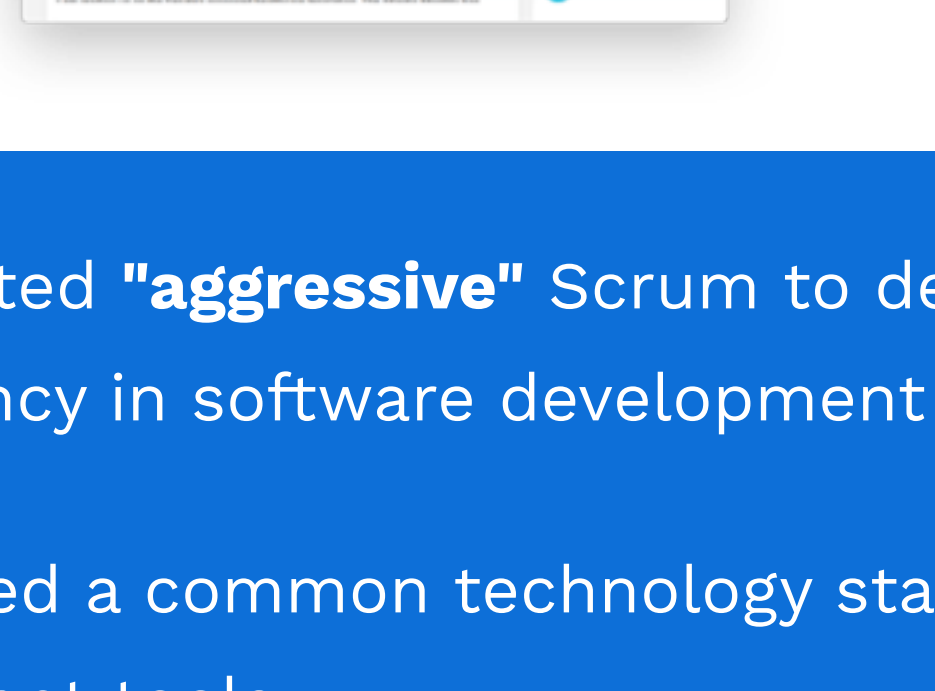 ted "aggressive" Scrum to de
ncy in software development
ed a common technology sta